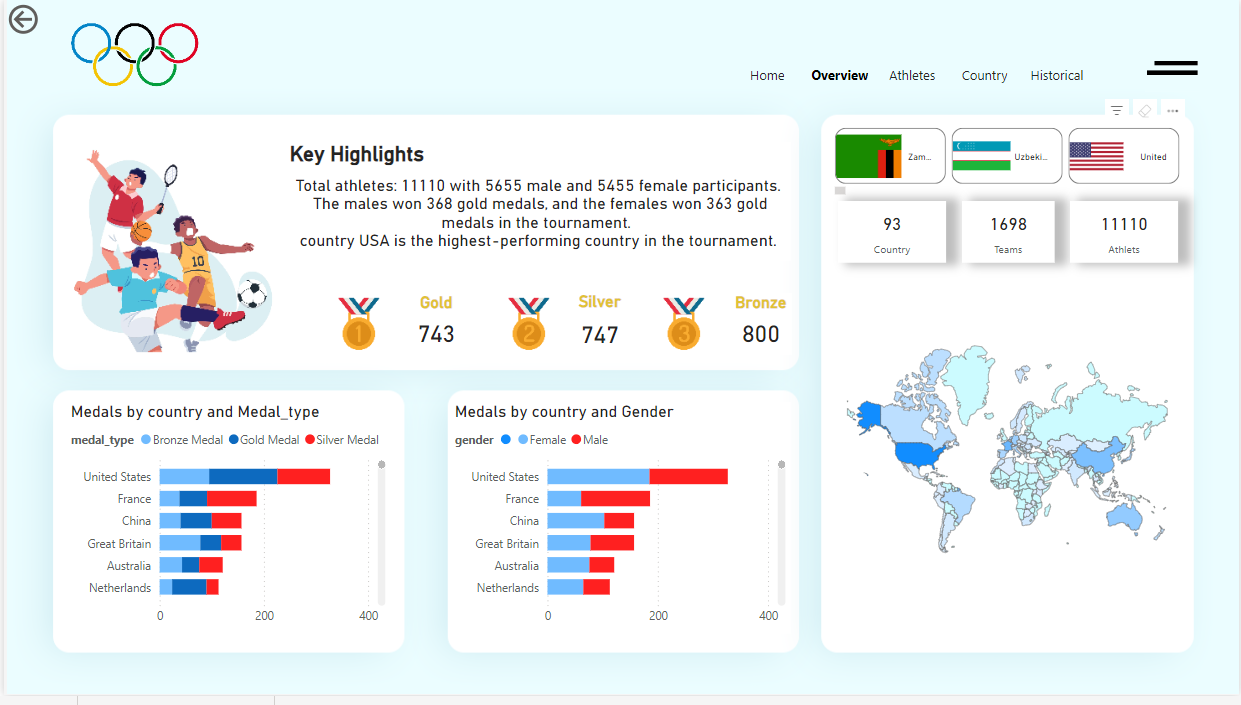 Home Overview Athletes Country Historical
Key Highlights
Total athletes: 11110 with 5655 male and 5455 female participants.
The males won 368 gold medals, and the females won 363 gold
medals in the tournament.
country USA is the highest-performing country in the tournament.
10
1 Gold 743
2 Silver 747
3 Bronze 800
Zam...
Uzbeki...
United
93
Country
1698
Teams
11110
Athlets
Medals by country and Medal_type
medal_type Bronze Medal Gold Medal Silver Medal
United States
France
China
Great Britain
Australia
Netherlands
0 200 400
Medals by country and Gender
gender Female Male
United States
France
China
Great Britain
Australia
Netherlands
0 200 400